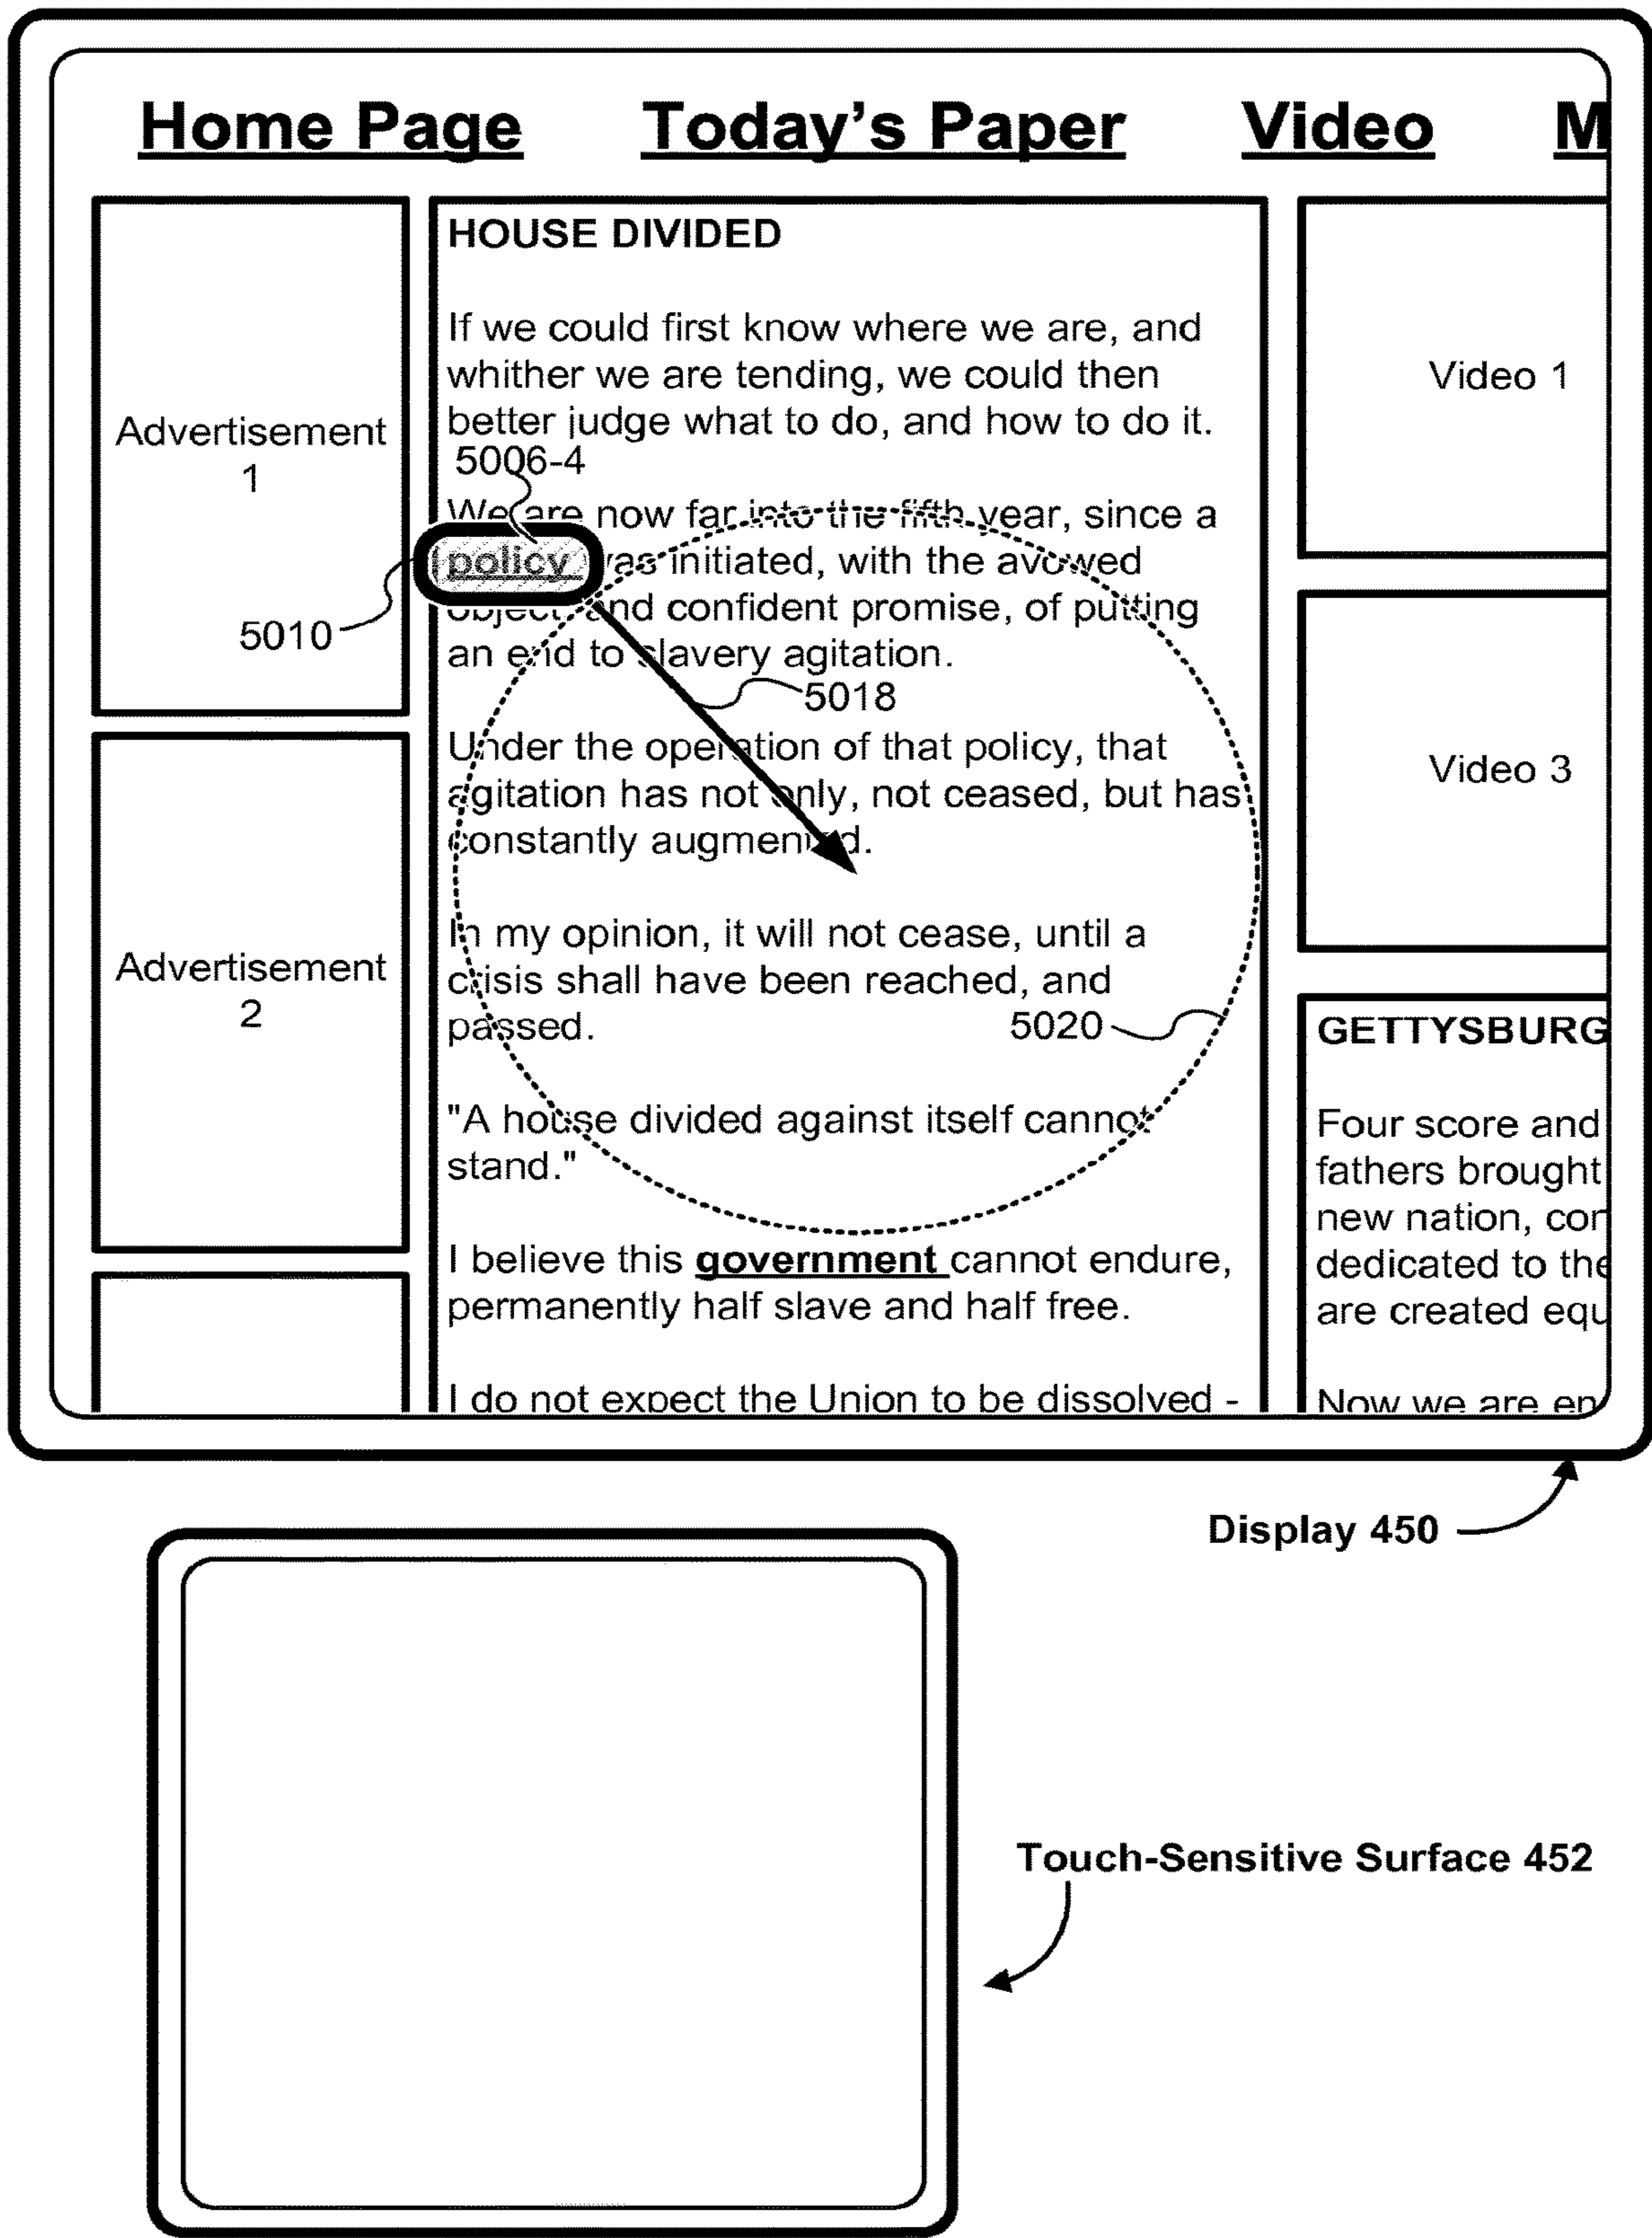 Home Page Today's Paper Video M
Advertisement
1
Advertisement
2
HOUSE DIVIDED
If we could first know where we are, and
whither we are tending, we could then
better judge what to do, and how to do it.
5006-4
We are now far into the fifth year, since a
policy was initiated, with the avowed
object, and confident promise, of putting
an end to slavery agitation.
5010
5018
Under the operation of that policy, that
agitation has not only, not ceased, but has
constantly augmented.
In my opinion, it will not cease, until a
crisis shall have been reached, and
passed.
5020
"A house divided against itself cannot
stand."
I believe this government cannot endure,
permanently half slave and half free.
I do not expect the Union to be dissolved -
Video 1
Video 3
GETTYSBURG
Four score and
fathers brought
new nation, con
dedicated to the
are created equ
Now we are en
Display 450
Touch-Sensitive Surface 452